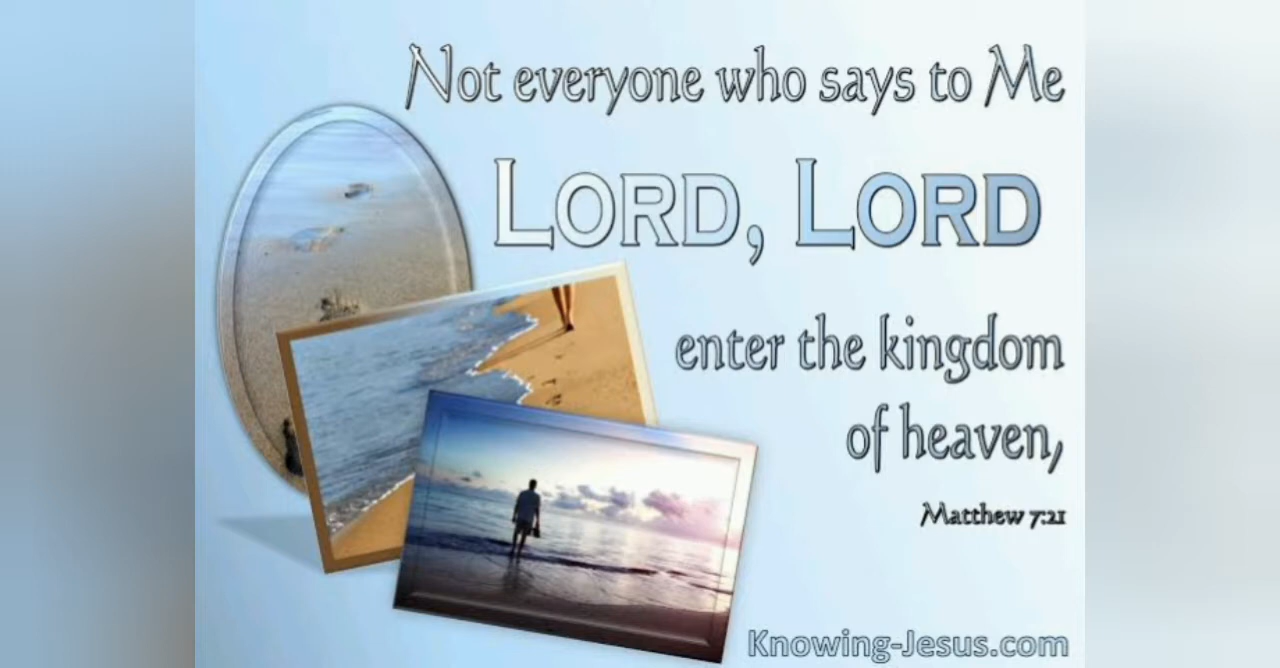 Not everyone who says to Me
LORD, LORD
enter the kingdom
of heaven,
Matthew 7:21
Knowing-Jesus.com